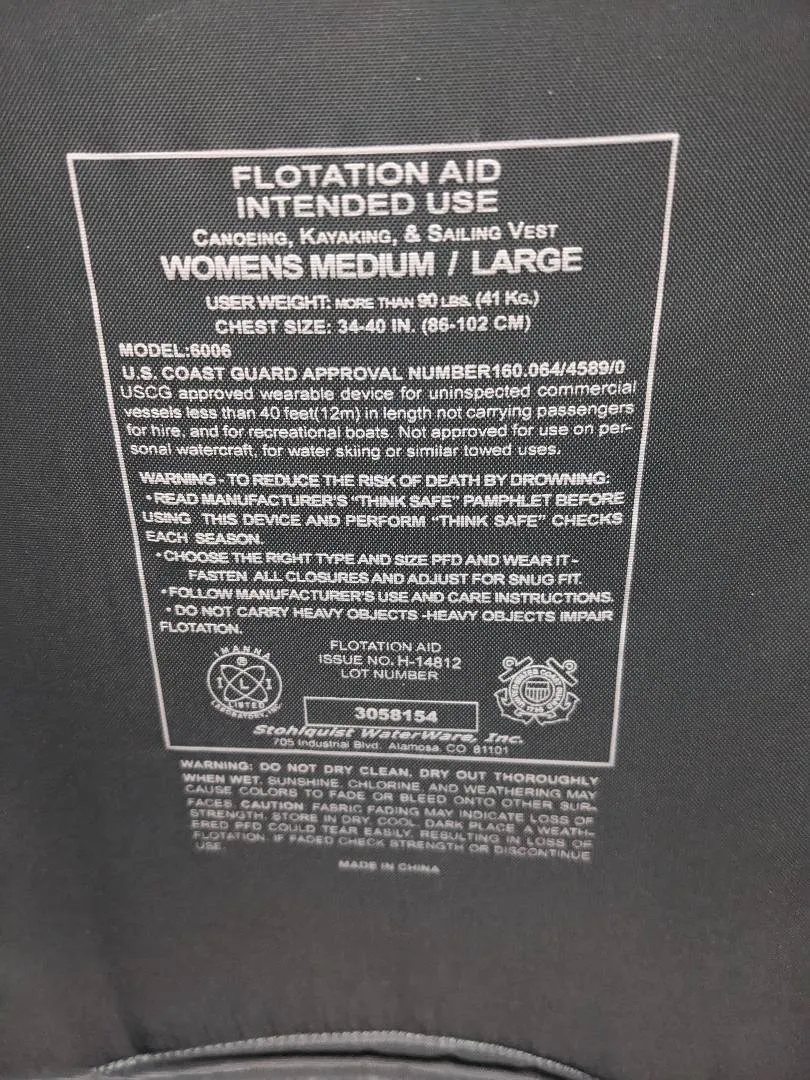 FLOTATION AID
INTENDED USE
CANOEING, KAYAKING, & SAILING VEST
WOMENS MEDIUM / LARGE
USER WEIGHT: MORE THAN 90 LBS. (41 KG.)
CHEST SIZE: 34-40 IN. (86-102 CM)
MODEL:6006
U.S. COAST GUARD APPROVAL NUMBER160.064/4589/0
USCG approved wearable device for uninspected commercial
vessels less than 40 feet(12m) in length not carrying passengers
for hire, and for recreational boats. Not approved for use on per-
sonal watercraft, for water skiing or similar towed uses.
WARNING - TO REDUCE THE RISK OF DEATH BY DROWNING:
• READ MANUFACTURER'S "THINK SAFE" PAMPHLET BEFORE
USING THIS DEVICE AND PERFORM "THINK SAFE" CHECKS
EACH SEASON.
• CHOOSE THE RIGHT TYPE AND SIZE PFD AND WEAR IT -
FASTEN ALL CLOSURES AND ADJUST FOR SNUG FIT.
• FOLLOW MANUFACTURER'S USE AND CARE INSTRUCTIONS.
• DO NOT CARRY HEAVY OBJECTS -HEAVY OBJECTS IMPAIR
FLOTATION.
FLOTATION AID
ISSUE NO. H-14812
LOT NUMBER
IMANNA
®
I L I
LISTED
LABORATORY, INC.
UNITED STATES COAST GUARD
1790
3058154
Stohlquist WaterWare, Inc.
705 Industrial Blvd. Alamosa, CO 81101
WARNING: DO NOT DRY CLEAN. DRY OUT THOROUGHLY
WHEN WET. SUNSHINE, CHLORINE, AND WEATHERING MAY
CAUSE COLORS TO FADE OR BLEED ONTO OTHER SUR-
FACES. CAUTION: FABRIC FADING MAY INDICATE LOSS OF
STRENGTH. STORE IN DRY, COOL, DARK PLACE. A WEATH-
ERED PFD COULD TEAR EASILY, RESULTING IN LOSS OF
FLOTATION. IF FADED CHECK STRENGTH OR DISCONTINUE
USE.
MADE IN CHINA